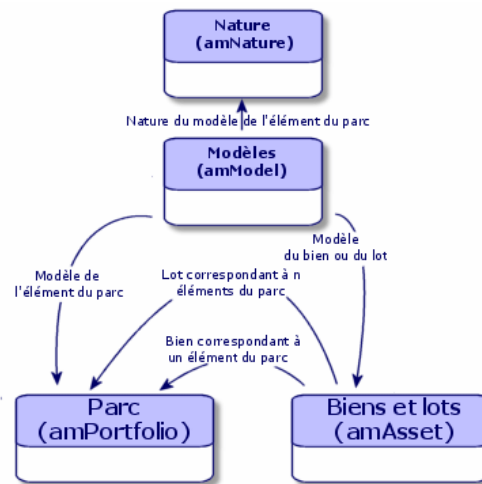 Nature
(amNature)
Nature du modèle de l'élément du parc
Modèles
(amModel)
Modèle
du bien ou du lot
Modèle de
l'élément du parc
Lot correspondant à n
éléments du parc
Bien correspondant à
un élément du parc
Parc
(amPortfolio)
Biens et lots
(amAsset)